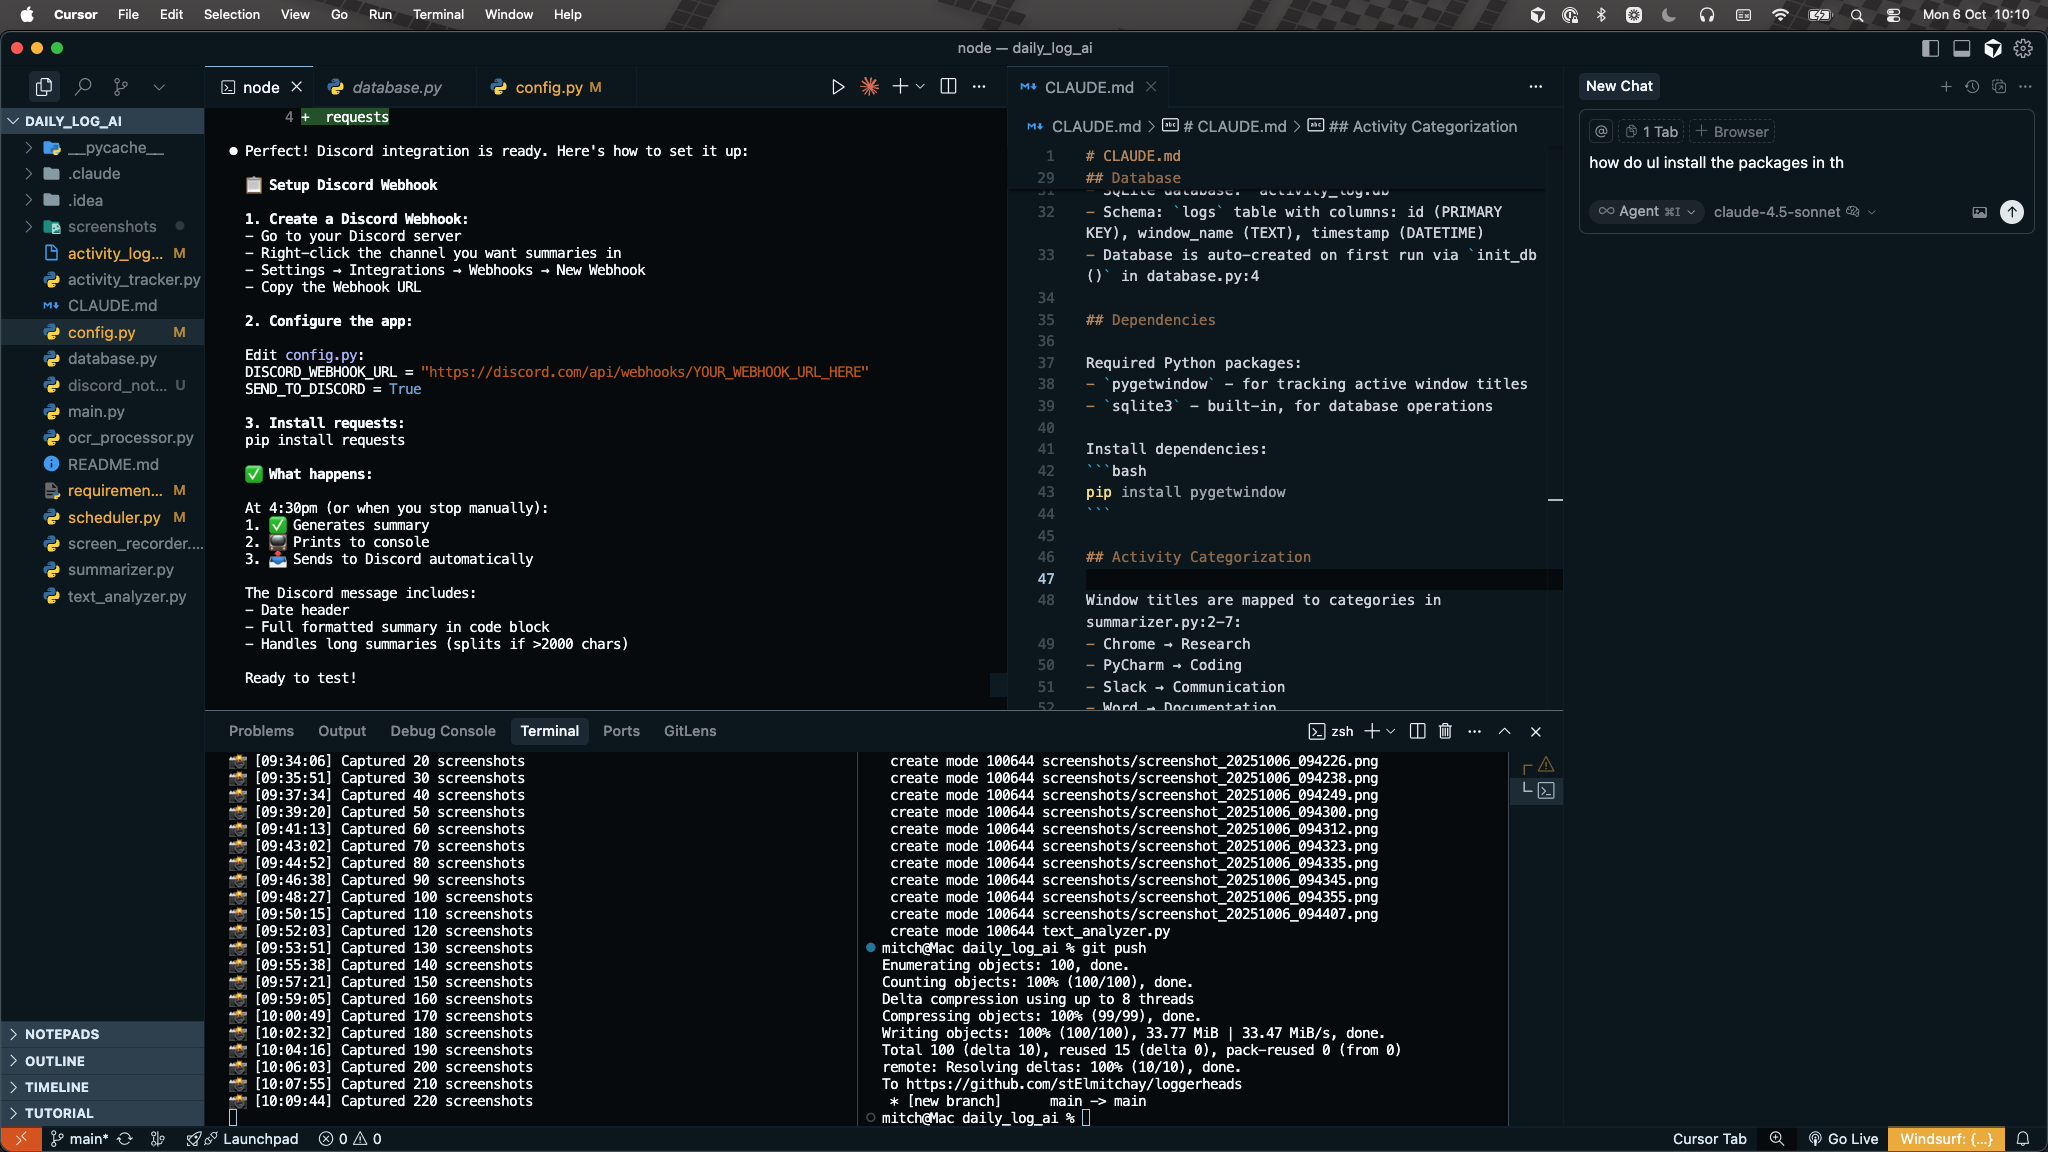 Cursor File Edit Selection View Go Run Terminal Window Help
Mon 6 Oct 10:10
node — daily_log_ai
DAILY_LOG_AI
__pycache__
.claude
.idea
screenshots
activity_log... M
activity_tracker.py
CLAUDE.md
config.py M
database.py
discord_not... U
main.py
ocr_processor.py
README.md
requiremen... M
scheduler.py M
screen_recorder....
summarizer.py
text_analyzer.py
NOTEPADS
OUTLINE
TIMELINE
TUTORIAL
node
database.py
config.py M
4 + requests
Perfect! Discord integration is ready. Here's how to set it up:
Setup Discord Webhook
1. Create a Discord Webhook:
- Go to your Discord server
- Right-click the channel you want summaries in
- Settings → Integrations → Webhooks → New Webhook
- Copy the Webhook URL
2. Configure the app:
Edit config.py:
DISCORD_WEBHOOK_URL = "https://discord.com/api/webhooks/YOUR_WEBHOOK_URL_HERE"
SEND_TO_DISCORD = True
3. Install requests:
pip install requests
What happens:
At 4:30pm (or when you stop manually):
1. Generates summary
2. Prints to console
3. Sends to Discord automatically
The Discord message includes:
- Date header
- Full formatted summary in code block
- Handles long summaries (splits if >2000 chars)
Ready to test!
CLAUDE.md
CLAUDE.md > # CLAUDE.md > ## Activity Categorization
1 # CLAUDE.md
29 ## Database
31 - SQLite database: `activity_log.db`
32 - Schema: `logs` table with columns: id (PRIMARY
KEY), window_name (TEXT), timestamp (DATETIME)
33 - Database is auto-created on first run via `init_db
()` in database.py:4
34
35 ## Dependencies
36
37 Required Python packages:
38 - `pygetwindow` - for tracking active window titles
39 - `sqlite3` - built-in, for database operations
40
41 Install dependencies:
42 ```bash
43 pip install pygetwindow
44 ```
45
46 ## Activity Categorization
47
48 Window titles are mapped to categories in
summarizer.py:2-7:
49 - Chrome → Research
50 - PyCharm → Coding
51 - Slack → Communication
52 - Word → Documentation
New Chat
@ 1 Tab + Browser
how do uI install the packages in th
Agent ⌘I claude-4.5-sonnet
Problems Output Debug Console Terminal Ports GitLens
zsh
[09:34:06] Captured 20 screenshots
[09:35:51] Captured 30 screenshots
[09:37:34] Captured 40 screenshots
[09:39:20] Captured 50 screenshots
[09:41:13] Captured 60 screenshots
[09:43:02] Captured 70 screenshots
[09:44:52] Captured 80 screenshots
[09:46:38] Captured 90 screenshots
[09:48:27] Captured 100 screenshots
[09:50:15] Captured 110 screenshots
[09:52:03] Captured 120 screenshots
[09:53:51] Captured 130 screenshots
[09:55:38] Captured 140 screenshots
[09:57:21] Captured 150 screenshots
[09:59:05] Captured 160 screenshots
[10:00:49] Captured 170 screenshots
[10:02:32] Captured 180 screenshots
[10:04:16] Captured 190 screenshots
[10:06:03] Captured 200 screenshots
[10:07:55] Captured 210 screenshots
[10:09:44] Captured 220 screenshots
create mode 100644 screenshots/screenshot_20251006_094226.png
create mode 100644 screenshots/screenshot_20251006_094238.png
create mode 100644 screenshots/screenshot_20251006_094249.png
create mode 100644 screenshots/screenshot_20251006_094300.png
create mode 100644 screenshots/screenshot_20251006_094312.png
create mode 100644 screenshots/screenshot_20251006_094323.png
create mode 100644 screenshots/screenshot_20251006_094335.png
create mode 100644 screenshots/screenshot_20251006_094345.png
create mode 100644 screenshots/screenshot_20251006_094355.png
create mode 100644 screenshots/screenshot_20251006_094407.png
create mode 100644 text_analyzer.py
mitch@Mac daily_log_ai % git push
Enumerating objects: 100, done.
Counting objects: 100% (100/100), done.
Delta compression using up to 8 threads
Compressing objects: 100% (99/99), done.
Writing objects: 100% (100/100), 33.77 MiB | 33.47 MiB/s, done.
Total 100 (delta 10), reused 15 (delta 0), pack-reused 0 (from 0)
remote: Resolving deltas: 100% (10/10), done.
To https://github.com/stElmitchay/loggerheads
* [new branch] main -> main
mitch@Mac daily_log_ai %
main* Launchpad 0 0
Cursor Tab Go Live Windsurf: {...}